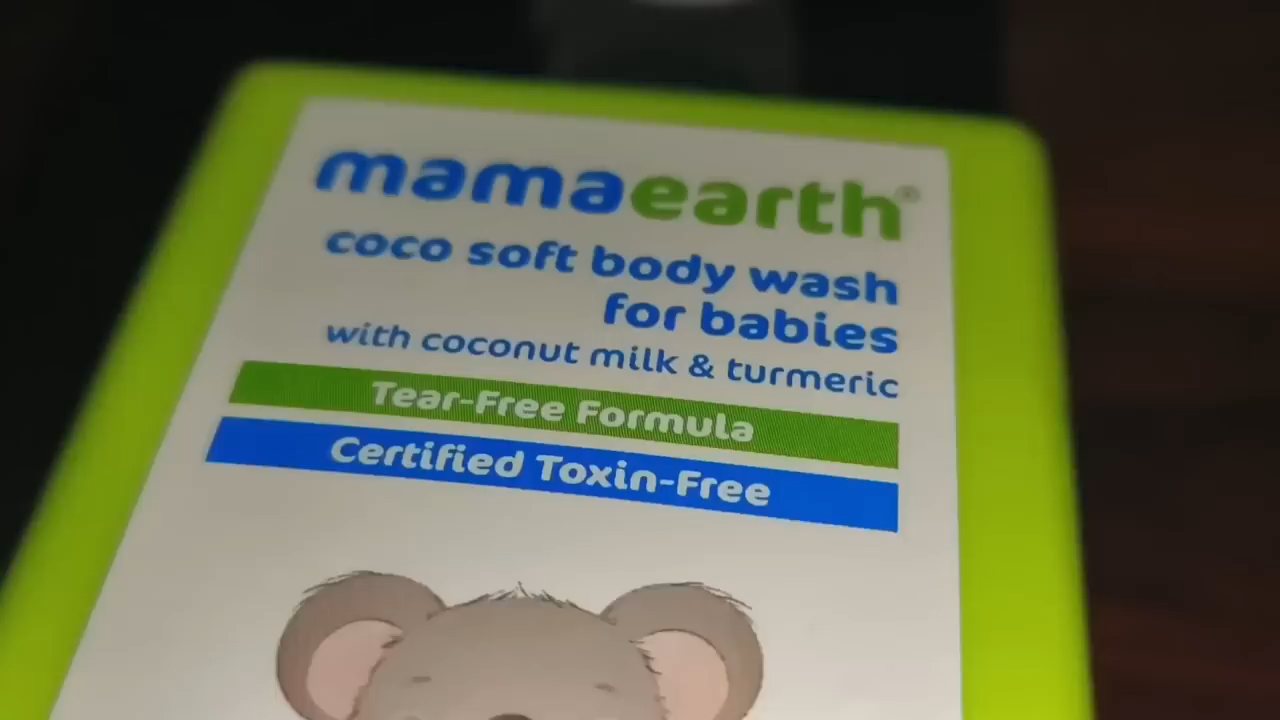 mamaearth®
coco soft body wash
for babies
with coconut milk & turmeric
Tear-Free Formula
Certified Toxin-Free